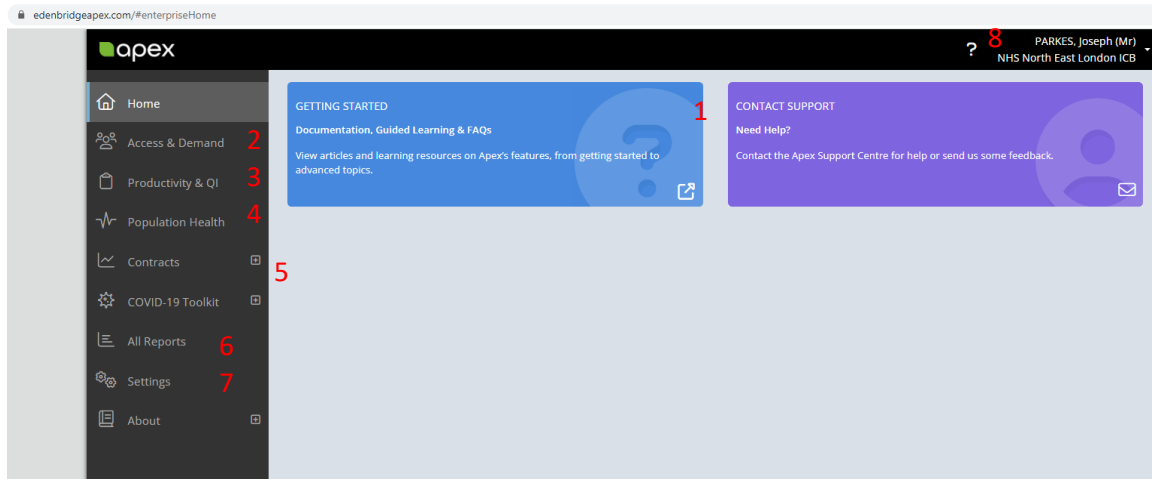 edenbridgeapex.com/#enterpriseHome
apex
? 8 PARKES, Joseph (Mr)
NHS North East London ICB
Home
Access & Demand 2
Productivity & QI 3
Population Health 4
Contracts 5
COVID-19 Toolkit
All Reports 6
Settings 7
About
GETTING STARTED 1
Documentation, Guided Learning & FAQs
View articles and learning resources on Apex's features, from getting started to
advanced topics.
?
CONTACT SUPPORT
Need Help?
Contact the Apex Support Centre for help or send us some feedback.